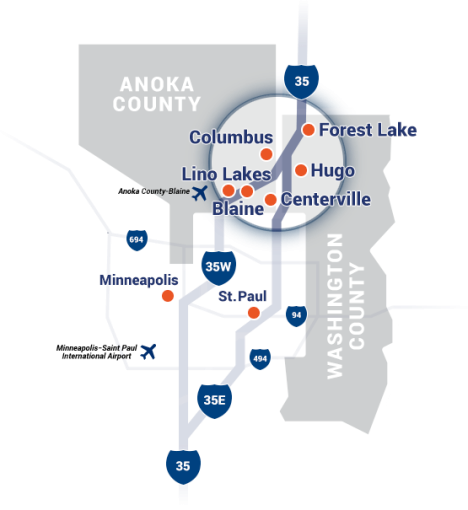 35
ANOKA
COUNTY
Forest Lake
Columbus
Lino Lakes
Hugo
Anoka County-Blaine
Blaine
Centerville
694
WASHINGTON
COUNTY
35W
Minneapolis
St.Paul
94
Minneapolis-Saint Paul
International Airport
494
35E
35